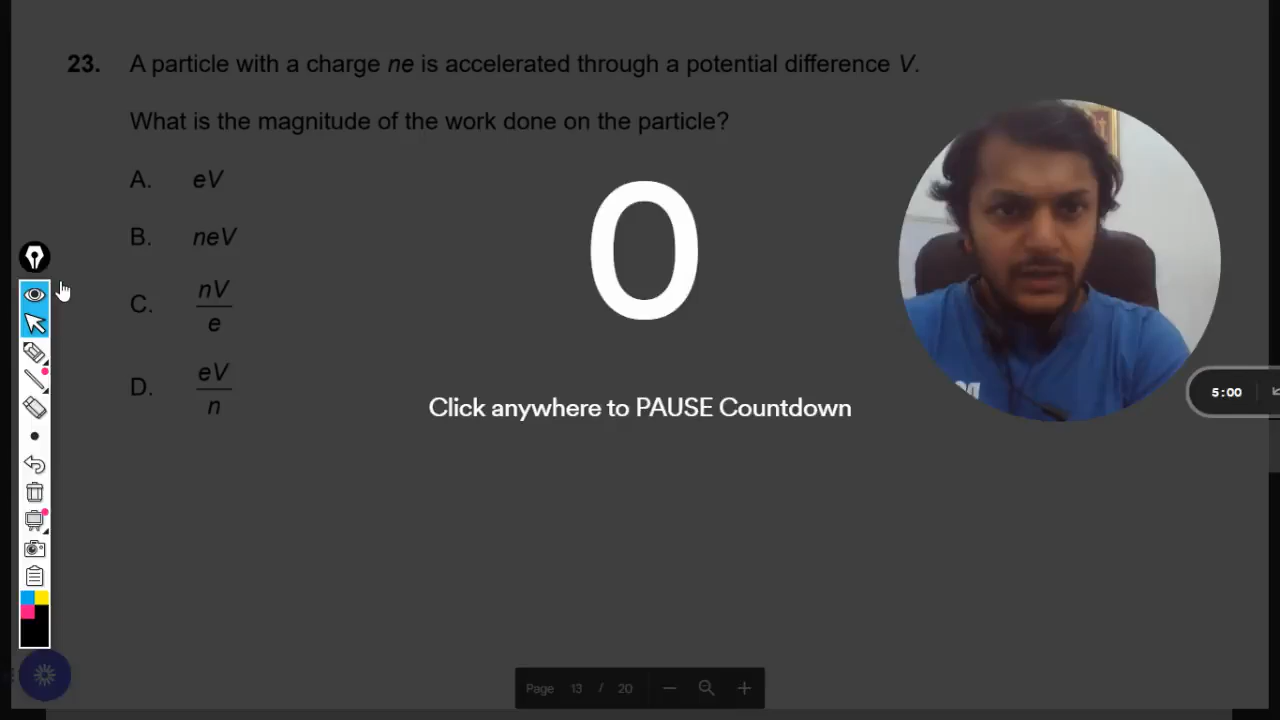 23. A particle with a charge ne is accelerated through a potential difference V.
What is the magnitude of the work done on the particle?
A. eV
B. neV
C. nV
e
D. eV
n
0
Click anywhere to PAUSE Countdown
5:00
Page 13 / 20